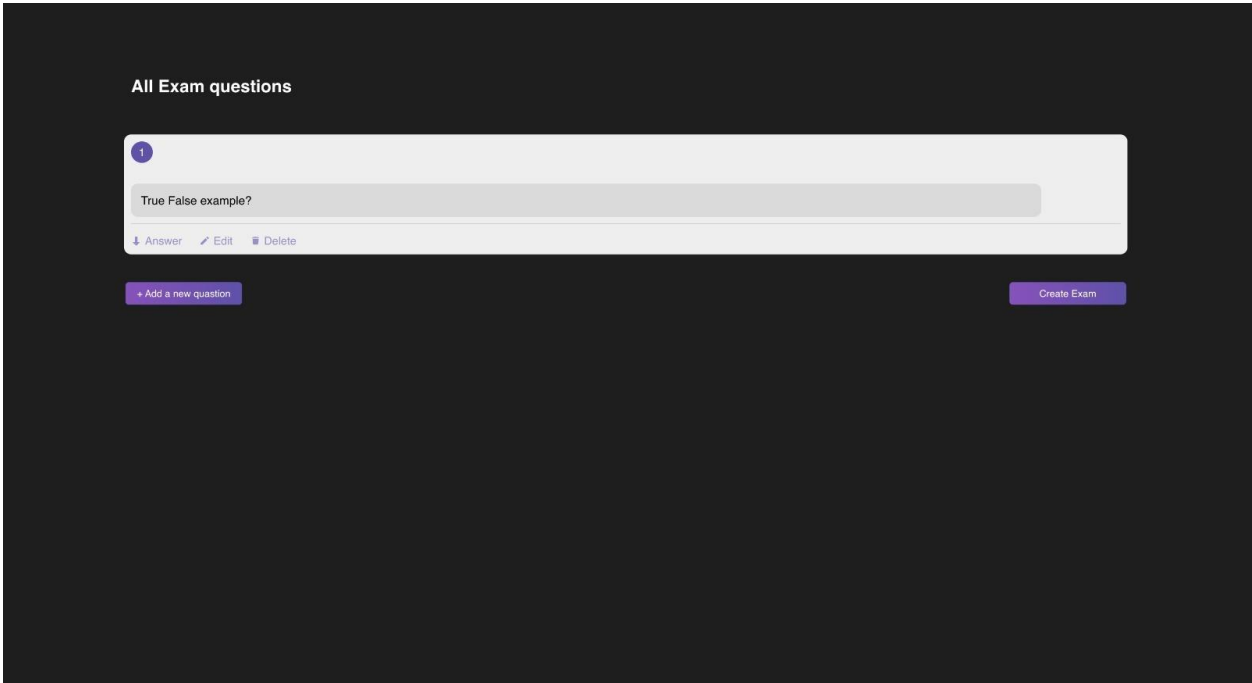 All Exam questions
1
True False example?
Answer Edit Delete
+ Add a new quastion
Create Exam